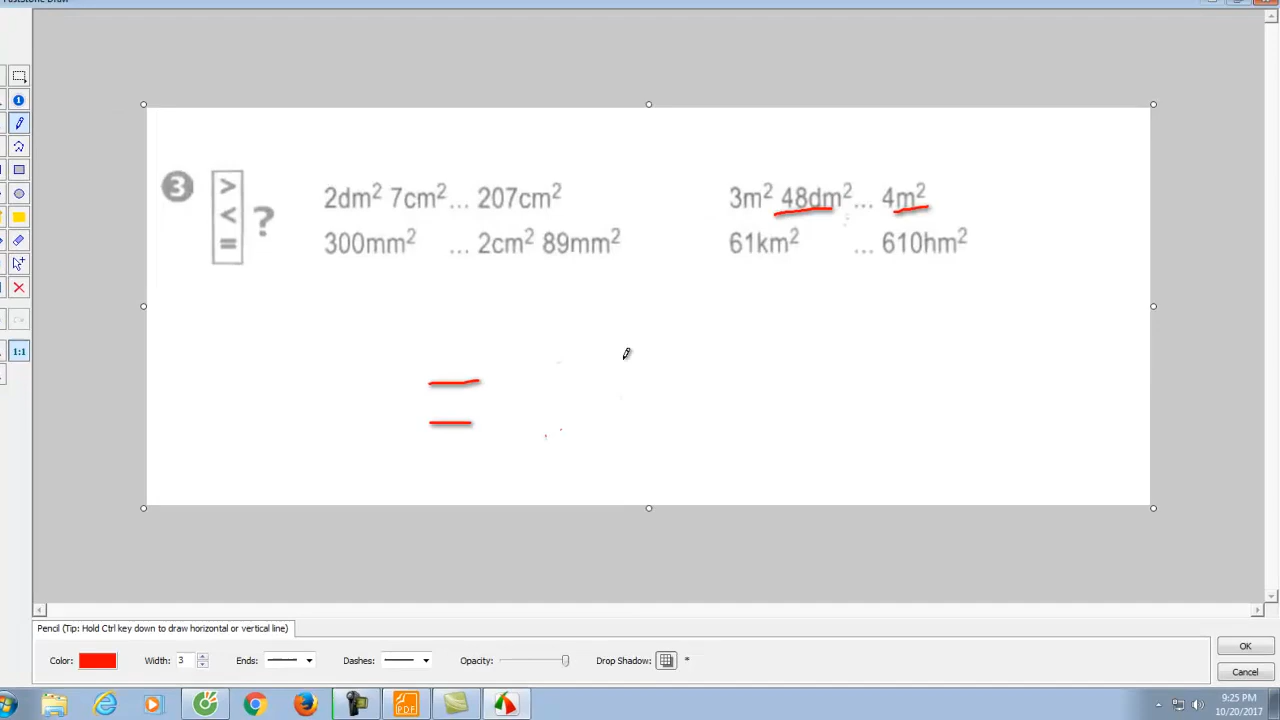 1
3 > < = ?
2dm² 7cm²... 207cm² 3m² 48dm²... 4m²
300mm² ... 2cm² 89mm² 61km² ... 610hm²
1:1
Pencil (Tip: Hold Ctrl key down to draw horizontal or vertical line)
Color: Width: 3 Ends: Dashes: Opacity: Drop Shadow: *
OK
Cancel
PDF
9:25 PM
10/20/2017